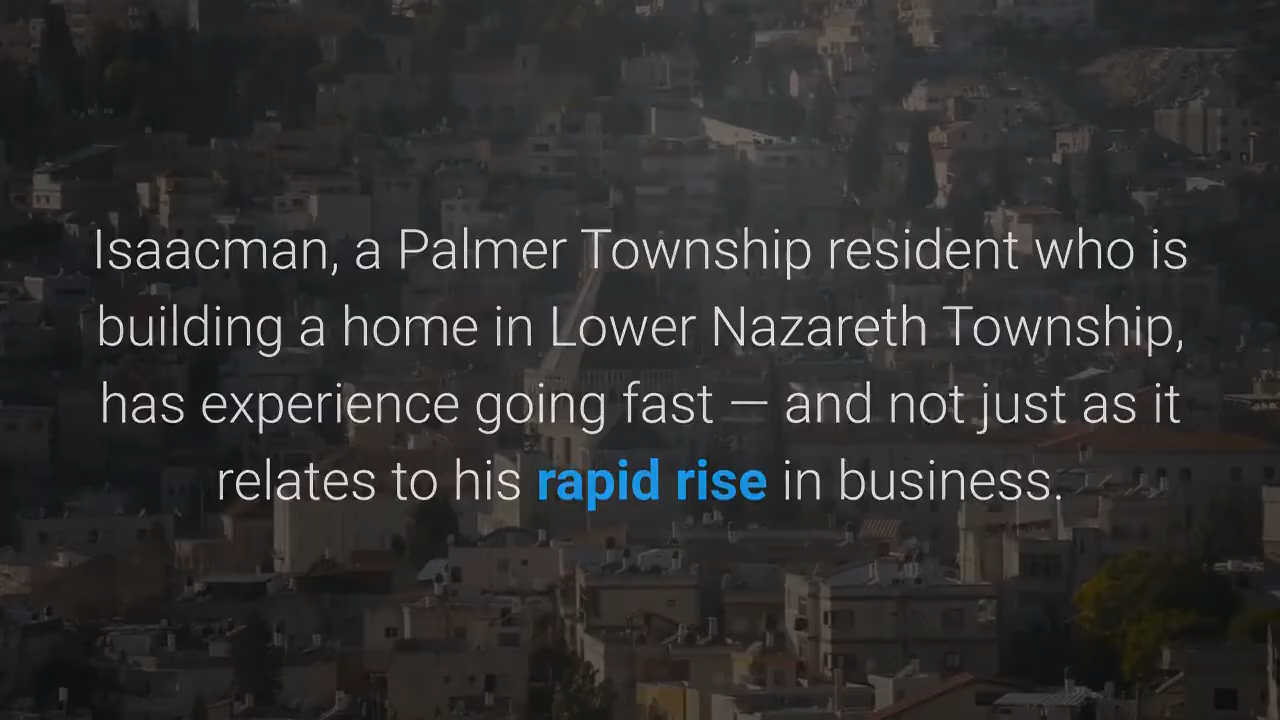 Isaacman, a Palmer Township resident who is
building a home in Lower Nazareth Township,
has experience going fast — and not just as it
relates to his rapid rise in business.